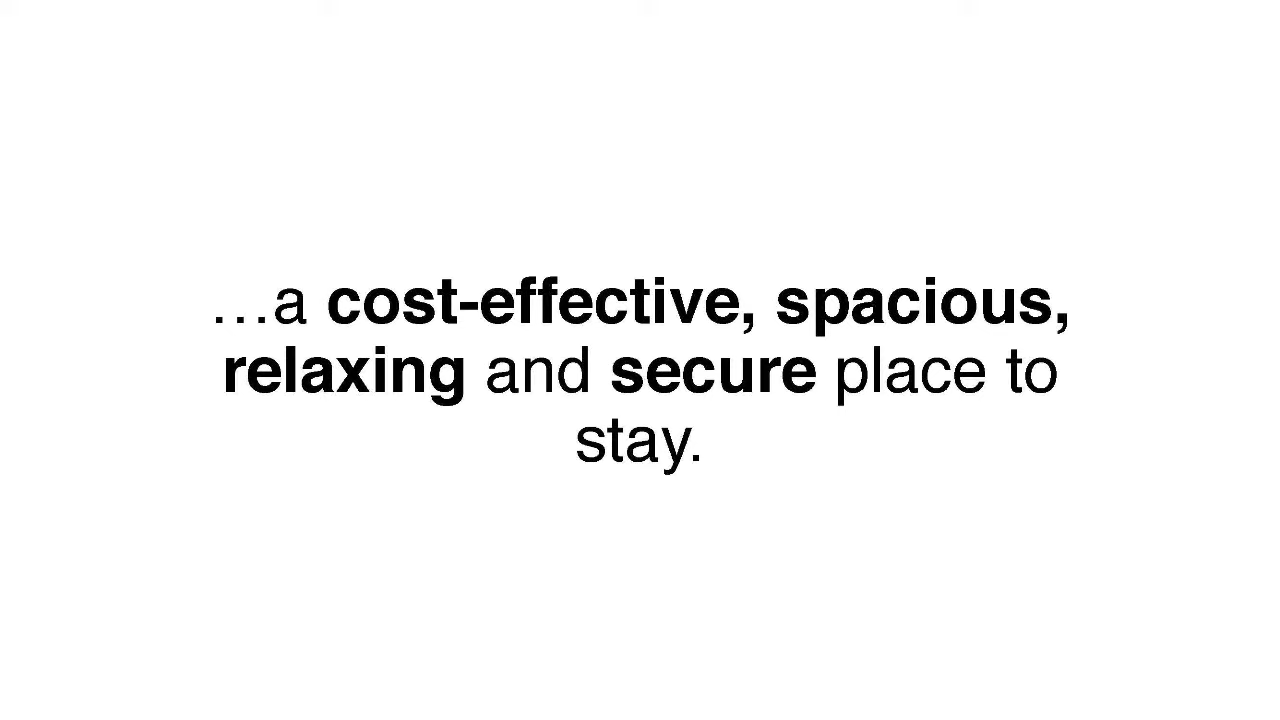 …a cost-effective, spacious,
relaxing and secure place to
stay.